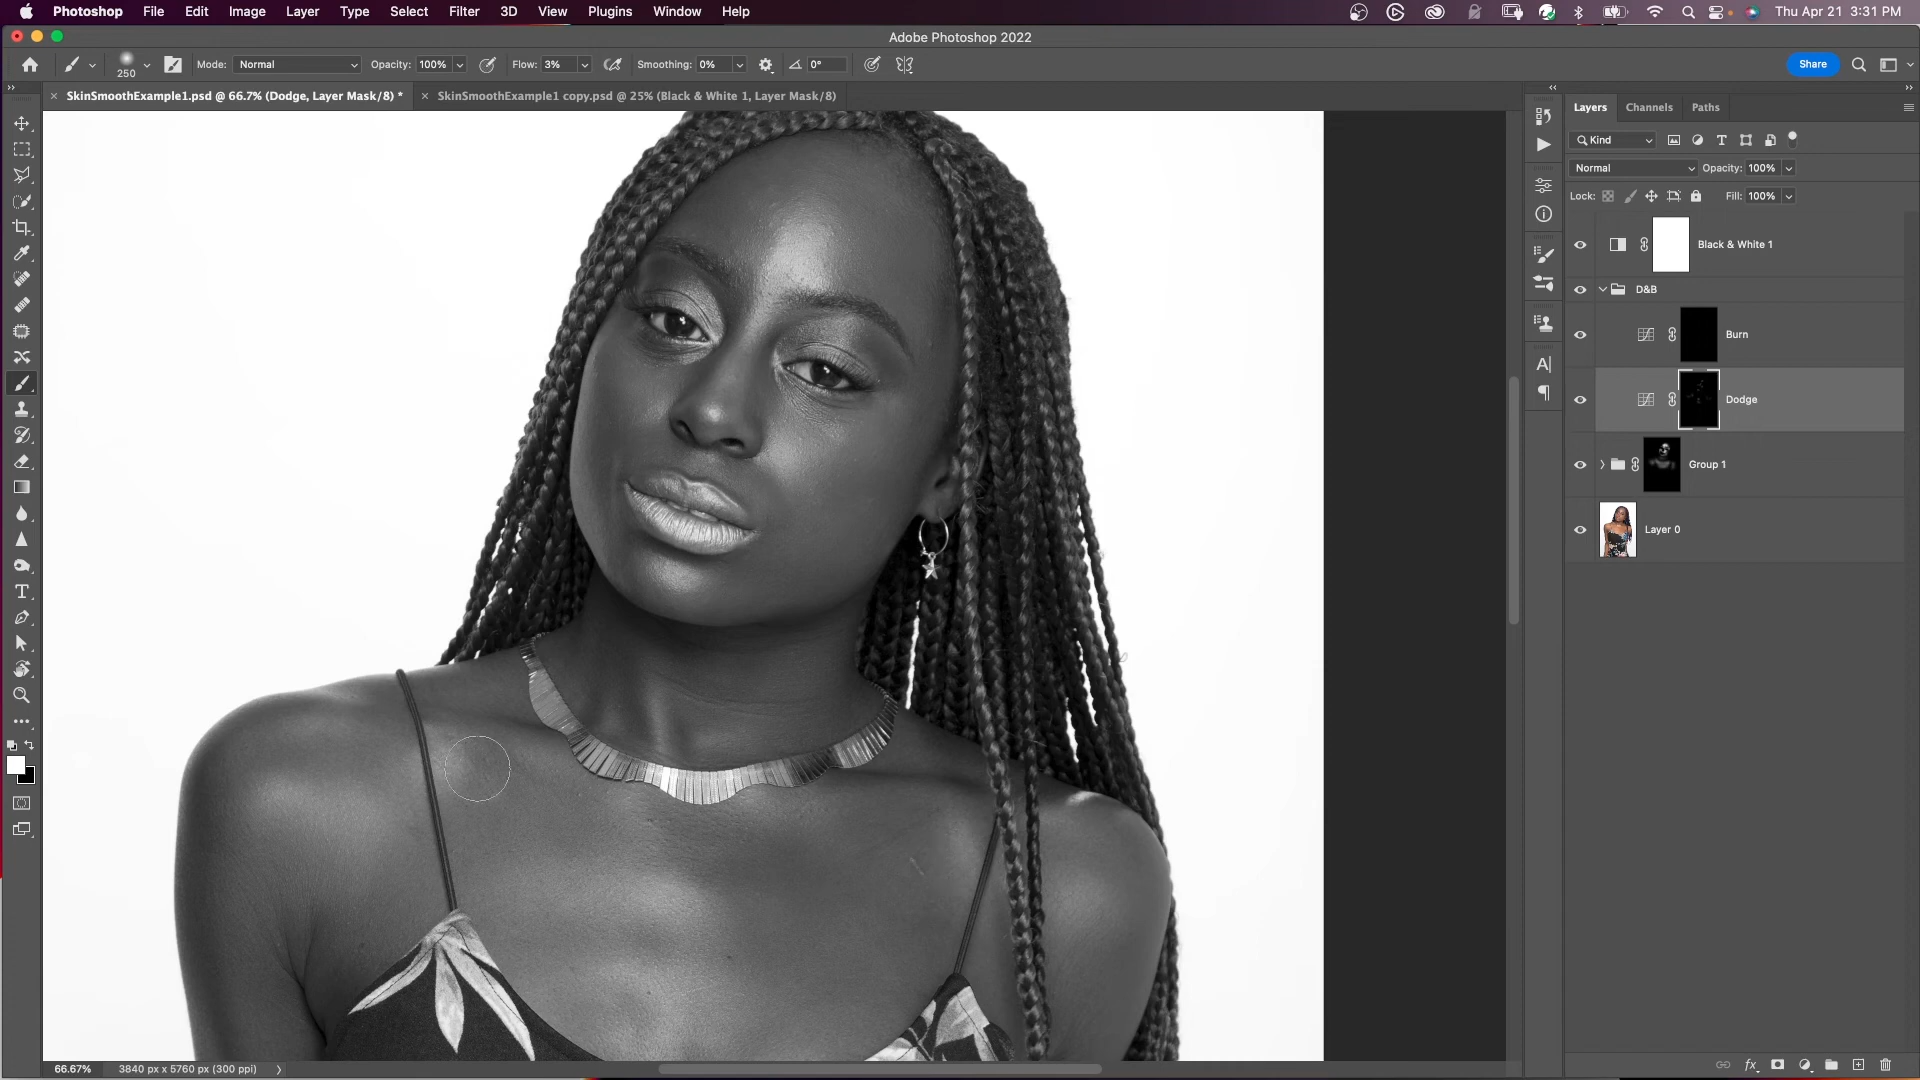 Photoshop File Edit Image Layer Type Select Filter 3D View Plugins Window Help Thu Apr 21 3:31 PM
Adobe Photoshop 2022
250 Mode: Normal Opacity: 100% Flow: 3% Smoothing: 0% 0° Share
SkinSmoothExample1.psd @ 66.7% (Dodge, Layer Mask/8) * SkinSmoothExample1 copy.psd @ 25% (Black & White 1, Layer Mask/8)
Layers Channels Paths
Kind
Normal Opacity: 100%
Lock: Fill: 100%
Black & White 1
D&B
Burn
Dodge
Group 1
Layer 0
66.67% 3840 px x 5760 px (300 ppi)